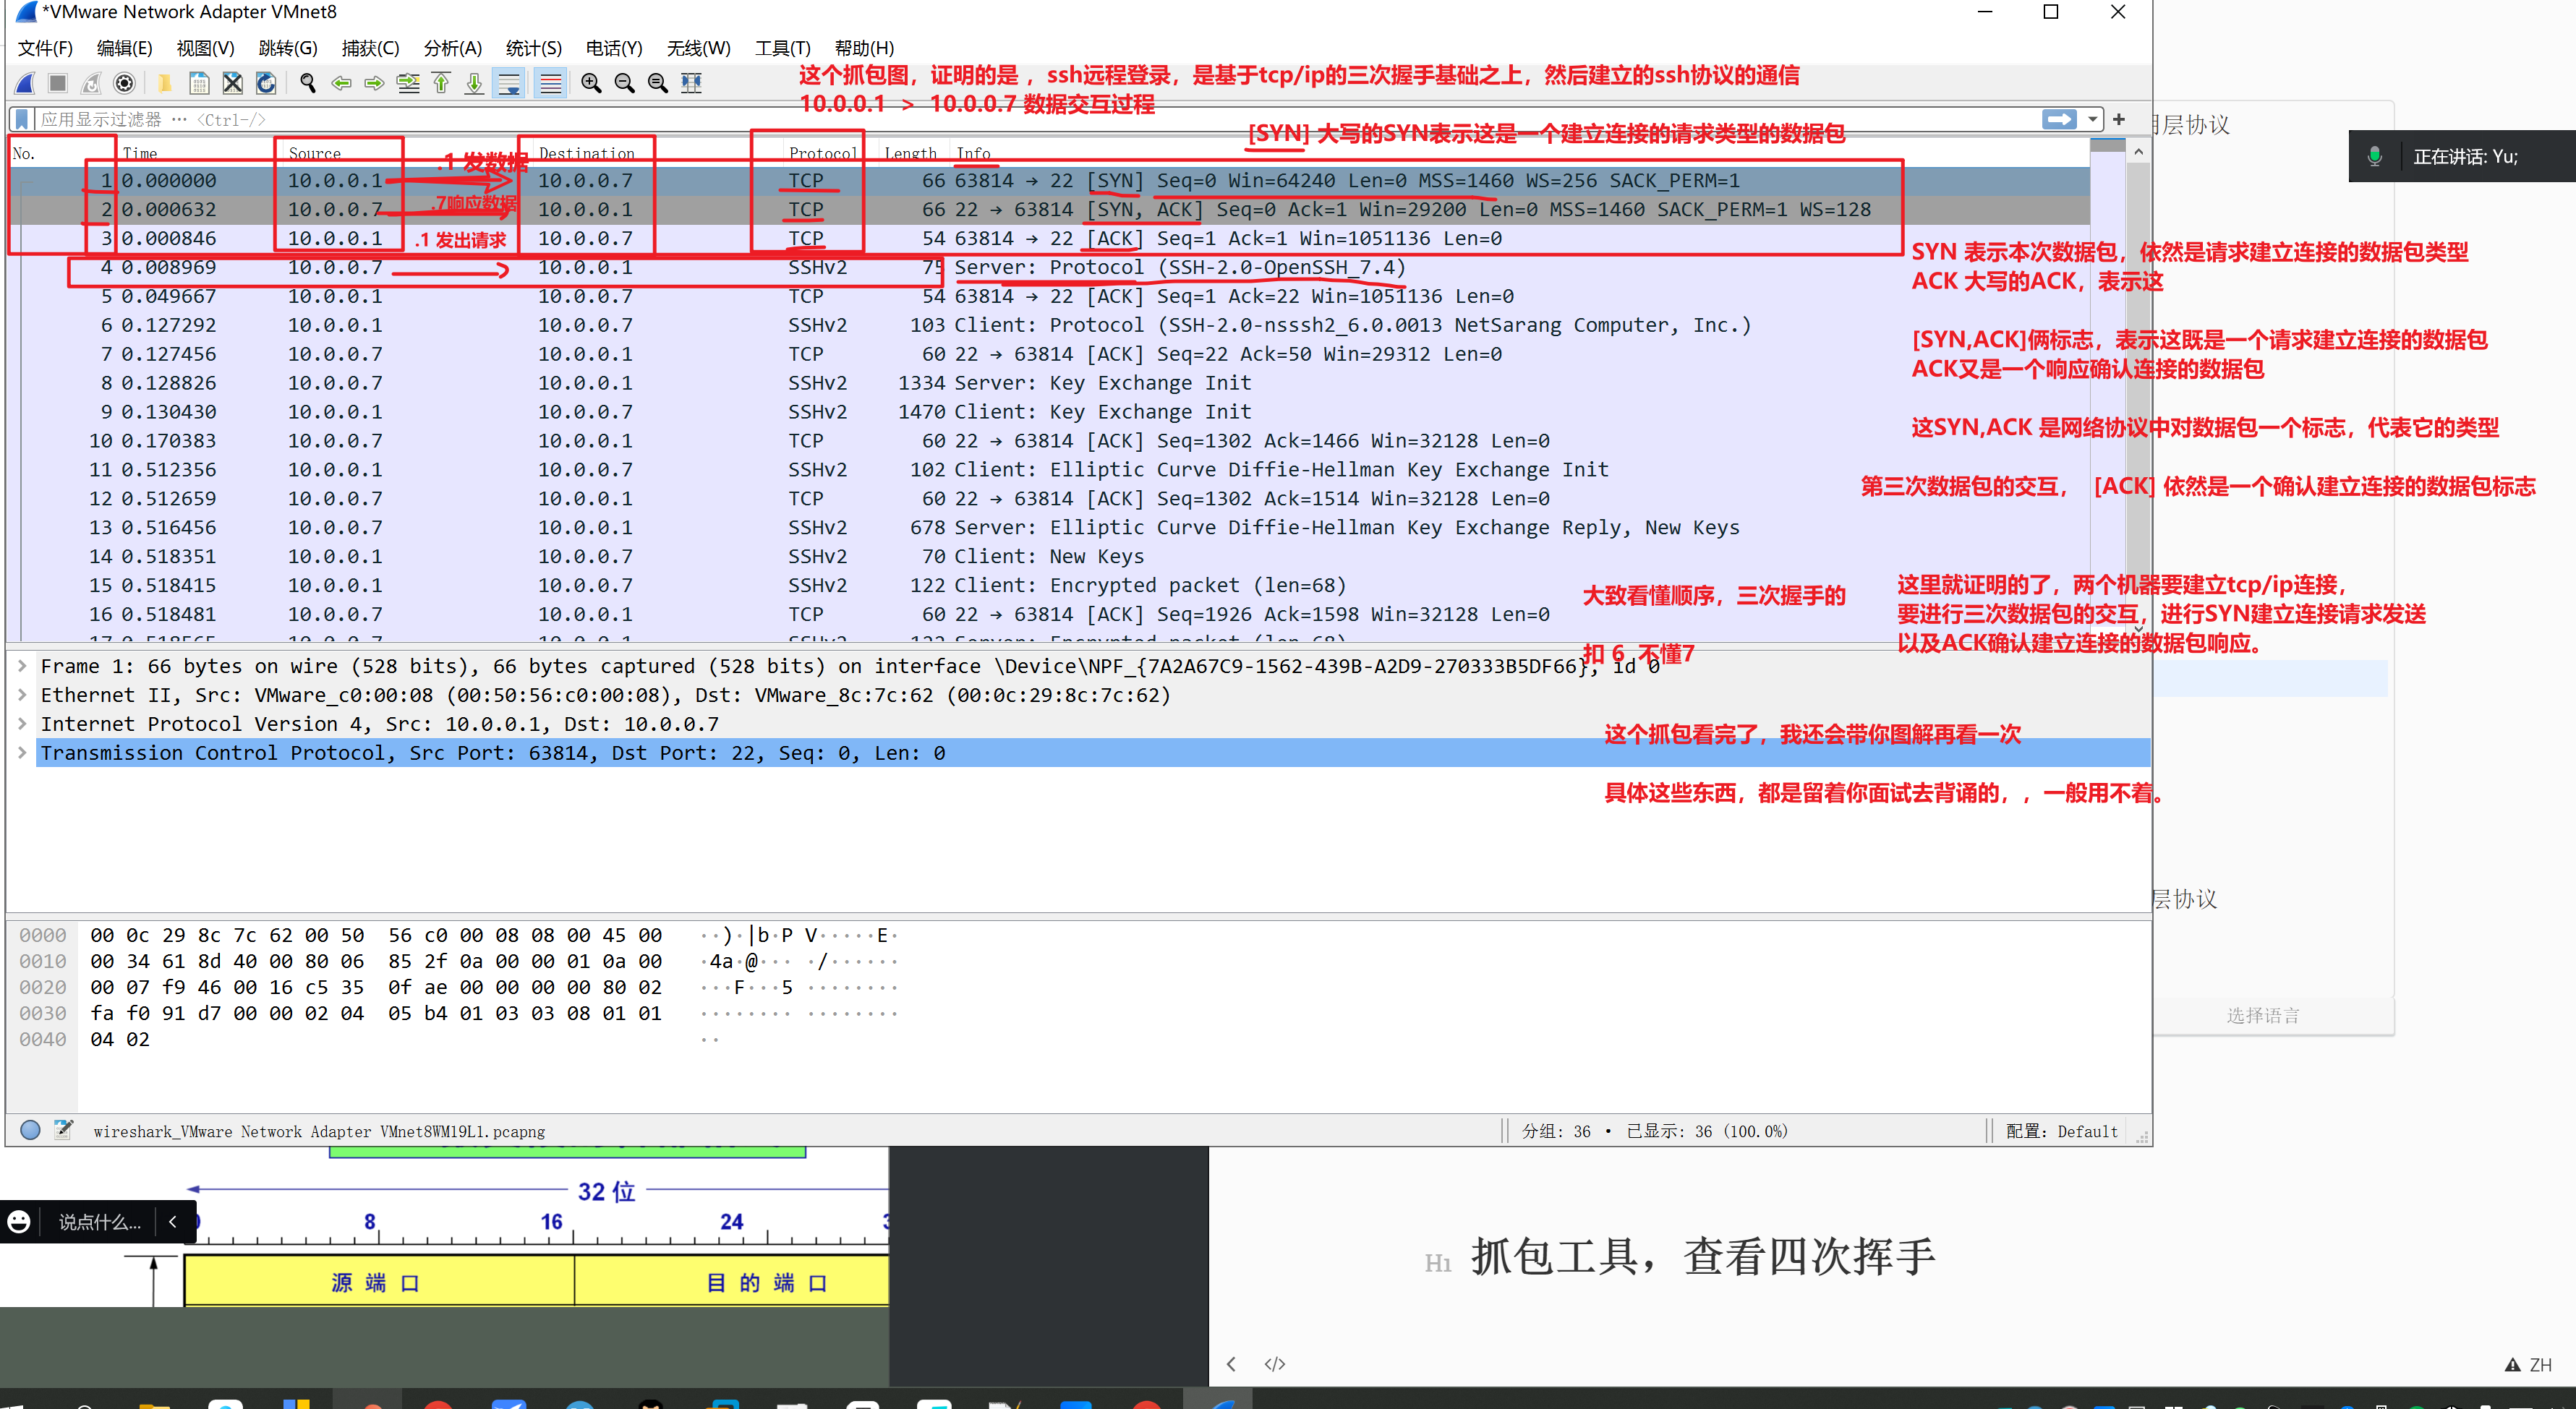 *VMware Network Adapter VMnet8
文件(F) 编辑(E) 视图(V) 跳转(G) 捕获(C) 分析(A) 统计(S) 电话(Y) 无线(W) 工具(T) 帮助(H)
这个抓包图，证明的是 ，ssh远程登录，是基于tcp/ip的三次握手基础之上，然后建立的ssh协议的通信
10.0.0.1 > 10.0.0.7 数据交互过程
应用显示过滤器 … <Ctrl-/>
[SYN] 大写的SYN表示这是一个建立连接的请求类型的数据包
No. Time Source Destination Protocol Length Info
.1 发数据
1 0.000000 10.0.0.1 10.0.0.7 TCP 66 63814 → 22 [SYN] Seq=0 Win=64240 Len=0 MSS=1460 WS=256 SACK_PERM=1
.7响应数据
2 0.000632 10.0.0.7 10.0.0.1 TCP 66 22 → 63814 [SYN, ACK] Seq=0 Ack=1 Win=29200 Len=0 MSS=1460 SACK_PERM=1 WS=128
.1 发出请求
3 0.000846 10.0.0.1 10.0.0.7 TCP 54 63814 → 22 [ACK] Seq=1 Ack=1 Win=1051136 Len=0
4 0.008969 10.0.0.7 10.0.0.1 SSHv2 75 Server: Protocol (SSH-2.0-OpenSSH_7.4)
5 0.049667 10.0.0.1 10.0.0.7 TCP 54 63814 → 22 [ACK] Seq=1 Ack=22 Win=1051136 Len=0
6 0.127292 10.0.0.1 10.0.0.7 SSHv2 103 Client: Protocol (SSH-2.0-nsssh2_6.0.0013 NetSarang Computer, Inc.)
7 0.127456 10.0.0.7 10.0.0.1 TCP 60 22 → 63814 [ACK] Seq=22 Ack=50 Win=29312 Len=0
8 0.128826 10.0.0.7 10.0.0.1 SSHv2 1334 Server: Key Exchange Init
9 0.130430 10.0.0.1 10.0.0.7 SSHv2 1470 Client: Key Exchange Init
10 0.170383 10.0.0.7 10.0.0.1 TCP 60 22 → 63814 [ACK] Seq=1302 Ack=1466 Win=32128 Len=0
11 0.512356 10.0.0.1 10.0.0.7 SSHv2 102 Client: Elliptic Curve Diffie-Hellman Key Exchange Init
12 0.512659 10.0.0.7 10.0.0.1 TCP 60 22 → 63814 [ACK] Seq=1302 Ack=1514 Win=32128 Len=0
13 0.516456 10.0.0.7 10.0.0.1 SSHv2 678 Server: Elliptic Curve Diffie-Hellman Key Exchange Reply, New Keys
14 0.518351 10.0.0.1 10.0.0.7 SSHv2 70 Client: New Keys
15 0.518415 10.0.0.1 10.0.0.7 SSHv2 122 Client: Encrypted packet (len=68)
16 0.518481 10.0.0.7 10.0.0.1 TCP 60 22 → 63814 [ACK] Seq=1926 Ack=1598 Win=32128 Len=0
层协议
正在讲话: Yu;
SYN 表示本次数据包，依然是请求建立连接的数据包类型
ACK 大写的ACK，表示这
[SYN,ACK]俩标志，表示这既是一个请求建立连接的数据包
ACK又是一个响应确认连接的数据包
这SYN,ACK 是网络协议中对数据包一个标志，代表它的类型
第三次数据包的交互， [ACK] 依然是一个确认建立连接的数据包标志
大致看懂顺序，三次握手的
扣 6 不懂7
这里就证明的了，两个机器要建立tcp/ip连接，
要进行三次数据包的交互，进行SYN建立连接请求发送
以及ACK确认建立连接的数据包响应。
Frame 1: 66 bytes on wire (528 bits), 66 bytes captured (528 bits) on interface \Device\NPF_{7A2A67C9-1562-439B-A2D9-270333B5DF66}, id 0
Ethernet II, Src: VMware_c0:00:08 (00:50:56:c0:00:08), Dst: VMware_8c:7c:62 (00:0c:29:8c:7c:62)
Internet Protocol Version 4, Src: 10.0.0.1, Dst: 10.0.0.7
Transmission Control Protocol, Src Port: 63814, Dst Port: 22, Seq: 0, Len: 0
这个抓包看完了，我还会带你图解再看一次
具体这些东西，都是留着你面试去背诵的，，一般用不着。
0000 00 0c 29 8c 7c 62 00 50 56 c0 00 08 08 00 45 00 ··)·|b·P V·····E·
0010 00 34 61 8d 40 00 80 06 85 2f 0a 00 00 01 0a 00 ·4a·@··· ·/······
0020 00 07 f9 46 00 16 c5 35 0f ae 00 00 00 00 80 02 ···F···5 ········
0030 fa f0 91 d7 00 00 02 04 05 b4 01 03 03 08 01 01 ········ ········
0040 04 02 ··
层协议
选择语言
wireshark_VMware Network Adapter VMnet8WM19L1.pcapng
分组: 36 · 已显示: 36 (100.0%)
配置: Default
32 位
8 16 24
说点什么...
源 端 口 目 的 端 口
H1 抓包工具，查看四次挥手
ZH